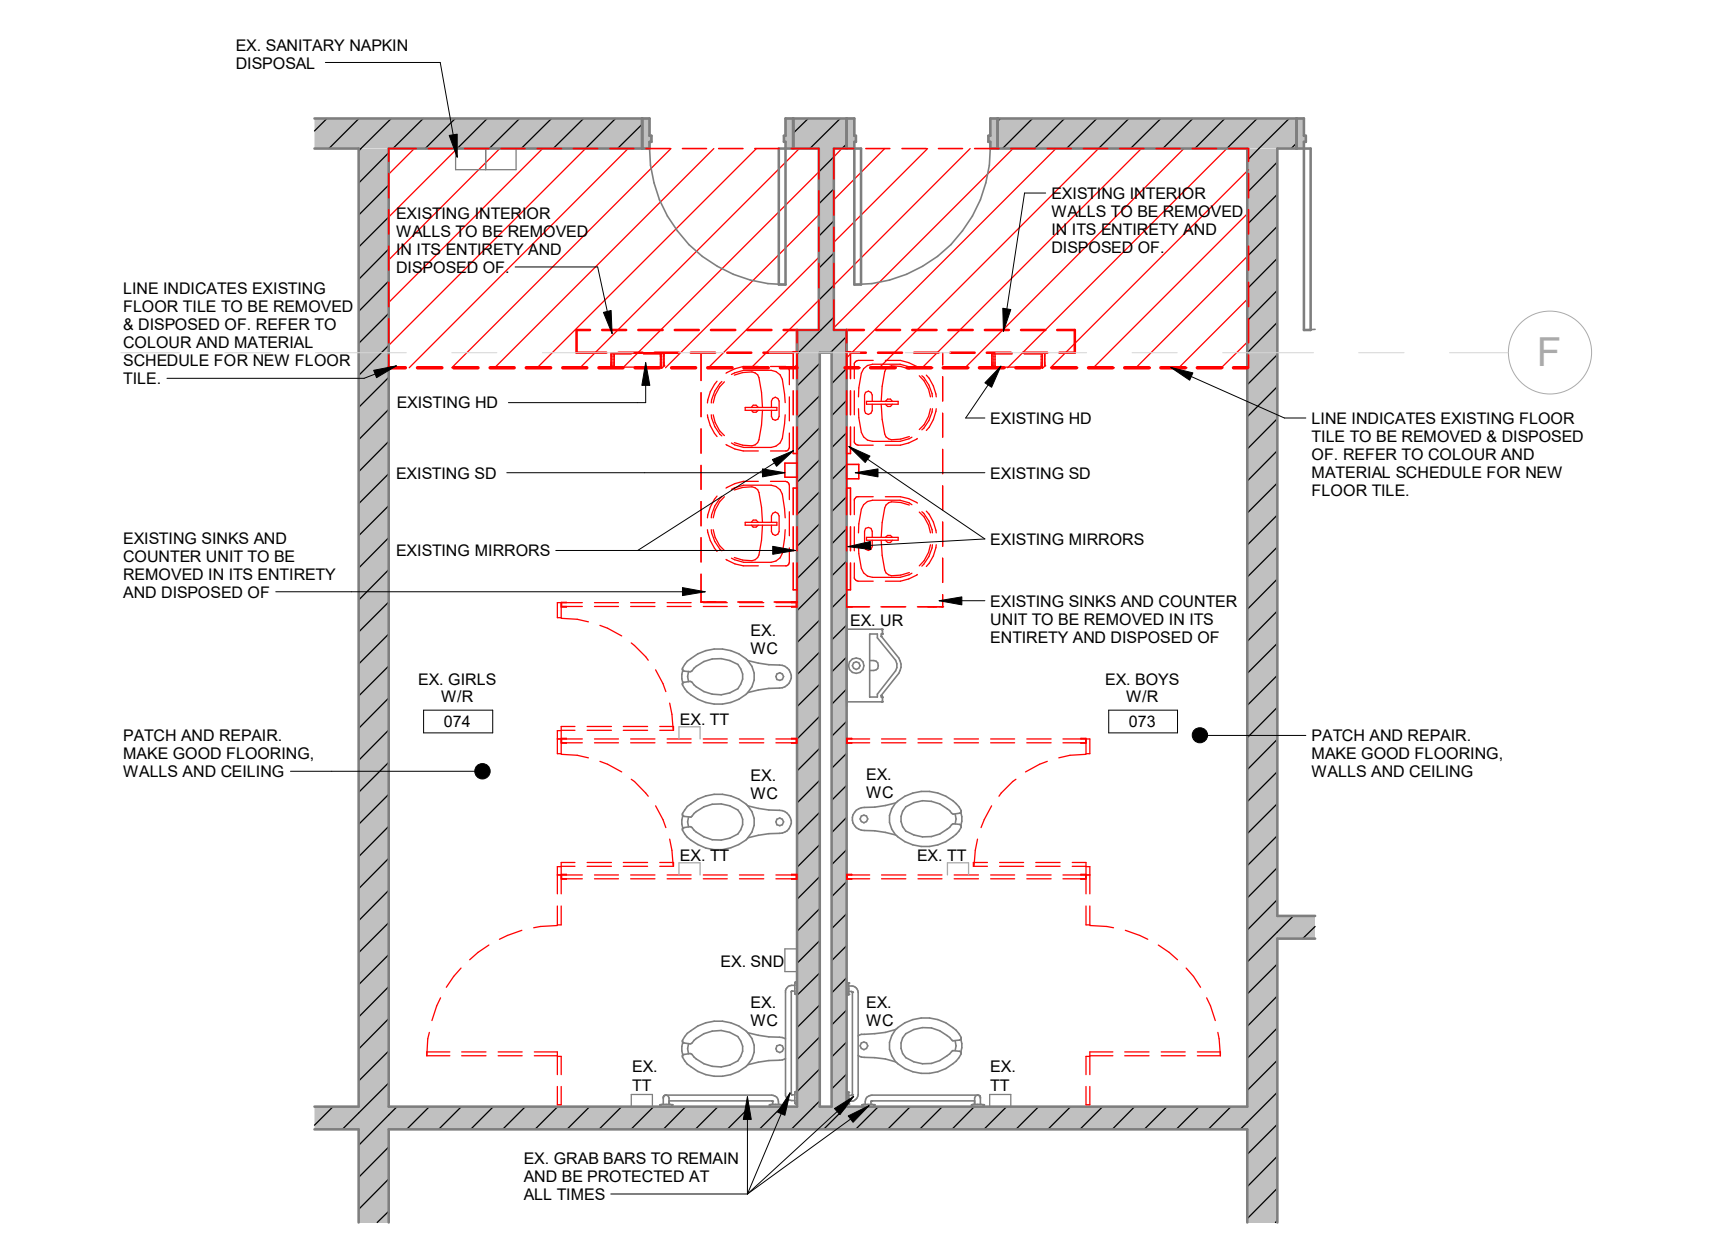 EX. SANITARY NAPKIN
DISPOSAL
EXISTING INTERIOR
WALLS TO BE REMOVED
IN ITS ENTIRETY AND
DISPOSED OF.
EXISTING INTERIOR
WALLS TO BE REMOVED
IN ITS ENTIRETY AND
DISPOSED OF.
LINE INDICATES EXISTING
FLOOR TILE TO BE REMOVED
& DISPOSED OF. REFER TO
COLOUR AND MATERIAL
SCHEDULE FOR NEW FLOOR
TILE.
F
EXISTING HD
EXISTING HD
LINE INDICATES EXISTING FLOOR
TILE TO BE REMOVED & DISPOSED
OF. REFER TO COLOUR AND
MATERIAL SCHEDULE FOR NEW
FLOOR TILE.
EXISTING SD
EXISTING SD
EXISTING SINKS AND
COUNTER UNIT TO BE
REMOVED IN ITS ENTIRETY
AND DISPOSED OF
EXISTING MIRRORS
EXISTING MIRRORS
EXISTING SINKS AND COUNTER
UNIT TO BE REMOVED IN ITS
ENTIRETY AND DISPOSED OF
EX.
WC
EX. UR
EX. GIRLS
W/R
074
EX. BOYS
W/R
073
EX. TT
PATCH AND REPAIR.
MAKE GOOD FLOORING,
WALLS AND CEILING
PATCH AND REPAIR.
MAKE GOOD FLOORING,
WALLS AND CEILING
EX.
WC
EX.
WC
EX. TT
EX. TT
EX. SND
EX.
WC
EX.
WC
EX.
TT
EX.
TT
EX. GRAB BARS TO REMAIN
AND BE PROTECTED AT
ALL TIMES